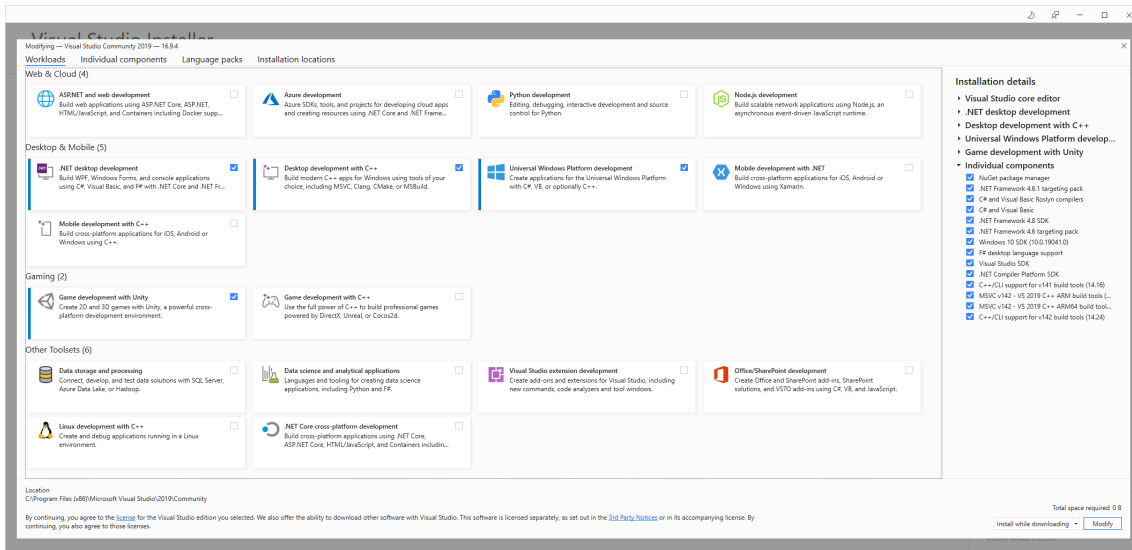 Visual Studio Installer
Modifying — Visual Studio Community 2019 — 16.9.4
Workloads Individual components Language packs Installation locations
Web & Cloud (4)
ASP.NET and web development
Build web applications using ASP.NET Core, ASP.NET,
HTML/JavaScript, and Containers including Docker supp...
Azure development
Azure SDKs, tools, and projects for developing cloud apps
and creating resources using .NET Core and .NET Frame...
Python development
Editing, debugging, interactive development and source
control for Python.
Node.js development
Build scalable network applications using Node.js, an
asynchronous event-driven JavaScript runtime.
Desktop & Mobile (5)
.NET desktop development
Build WPF, Windows Forms, and console applications
using C#, Visual Basic, and F# with .NET Core and .NET Fr...
Desktop development with C++
Build modern C++ apps for Windows using tools of your
choice, including MSVC, Clang, CMake, or MSBuild.
Universal Windows Platform development
Create applications for the Universal Windows Platform
with C#, VB, or optionally C++.
Mobile development with .NET
Build cross-platform applications for iOS, Android or
Windows using Xamarin.
Mobile development with C++
Build cross-platform applications for iOS, Android or
Windows using C++.
Gaming (2)
Game development with Unity
Create 2D and 3D games with Unity, a powerful cross-
platform development environment.
Game development with C++
Use the full power of C++ to build professional games
powered by DirectX, Unreal, or Cocos2d.
Other Toolsets (6)
Data storage and processing
Connect, develop, and test data solutions with SQL Server,
Azure Data Lake, or Hadoop.
Data science and analytical applications
Languages and tooling for creating data science
applications, including Python and F#.
Visual Studio extension development
Create add-ons and extensions for Visual Studio, including
new commands, code analyzers and tool windows.
Office/SharePoint development
Create Office and SharePoint add-ins, SharePoint
solutions, and VSTO add-ins using C#, VB, and JavaScript.
Linux development with C++
Create and debug applications running in a Linux
environment.
.NET Core cross-platform development
Build cross-platform applications using .NET Core,
ASP.NET Core, HTML/JavaScript, and Containers includin...
Installation details
Visual Studio core editor
.NET desktop development
Desktop development with C++
Universal Windows Platform develop...
Game development with Unity
Individual components
NuGet package manager
.NET Framework 4.6.1 targeting pack
C# and Visual Basic Roslyn compilers
C# and Visual Basic
.NET Framework 4.8 SDK
.NET Framework 4.6 targeting pack
Windows 10 SDK (10.0.19041.0)
F# desktop language support
Visual Studio SDK
.NET Compiler Platform SDK
C++/CLI support for v141 build tools (14.16)
MSVC v142 - VS 2019 C++ ARM build tools (...
MSVC v142 - VS 2019 C++ ARM64 build tool...
C++/CLI support for v142 build tools (14.24)
Location
C:\Program Files (x86)\Microsoft Visual Studio\2019\Community
By continuing, you agree to the license for the Visual Studio edition you selected. We also offer the ability to download other software with Visual Studio. This software is licensed separately, as set out in the 3rd Party Notices or in its accompanying license. By
continuing, you also agree to those licenses.
Total space required 0 B
Install while downloading Modify